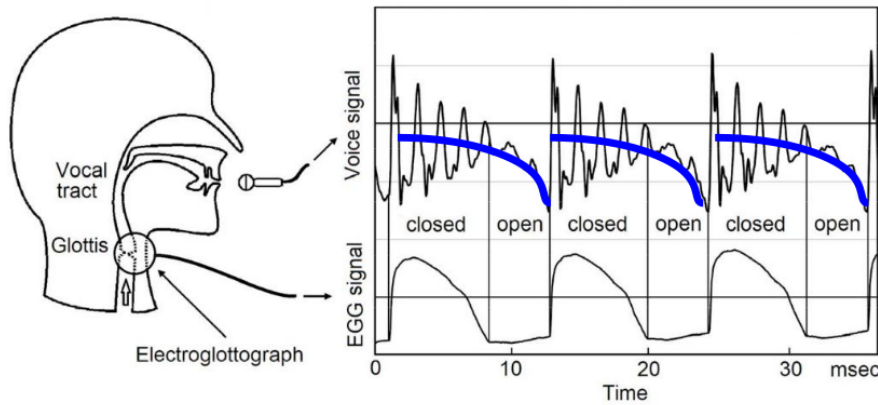 Vocal
tract
Glottis
Electroglottograph
Voice signal
EGG signal
closed open closed open closed open
0 10 20 30 msec
Time